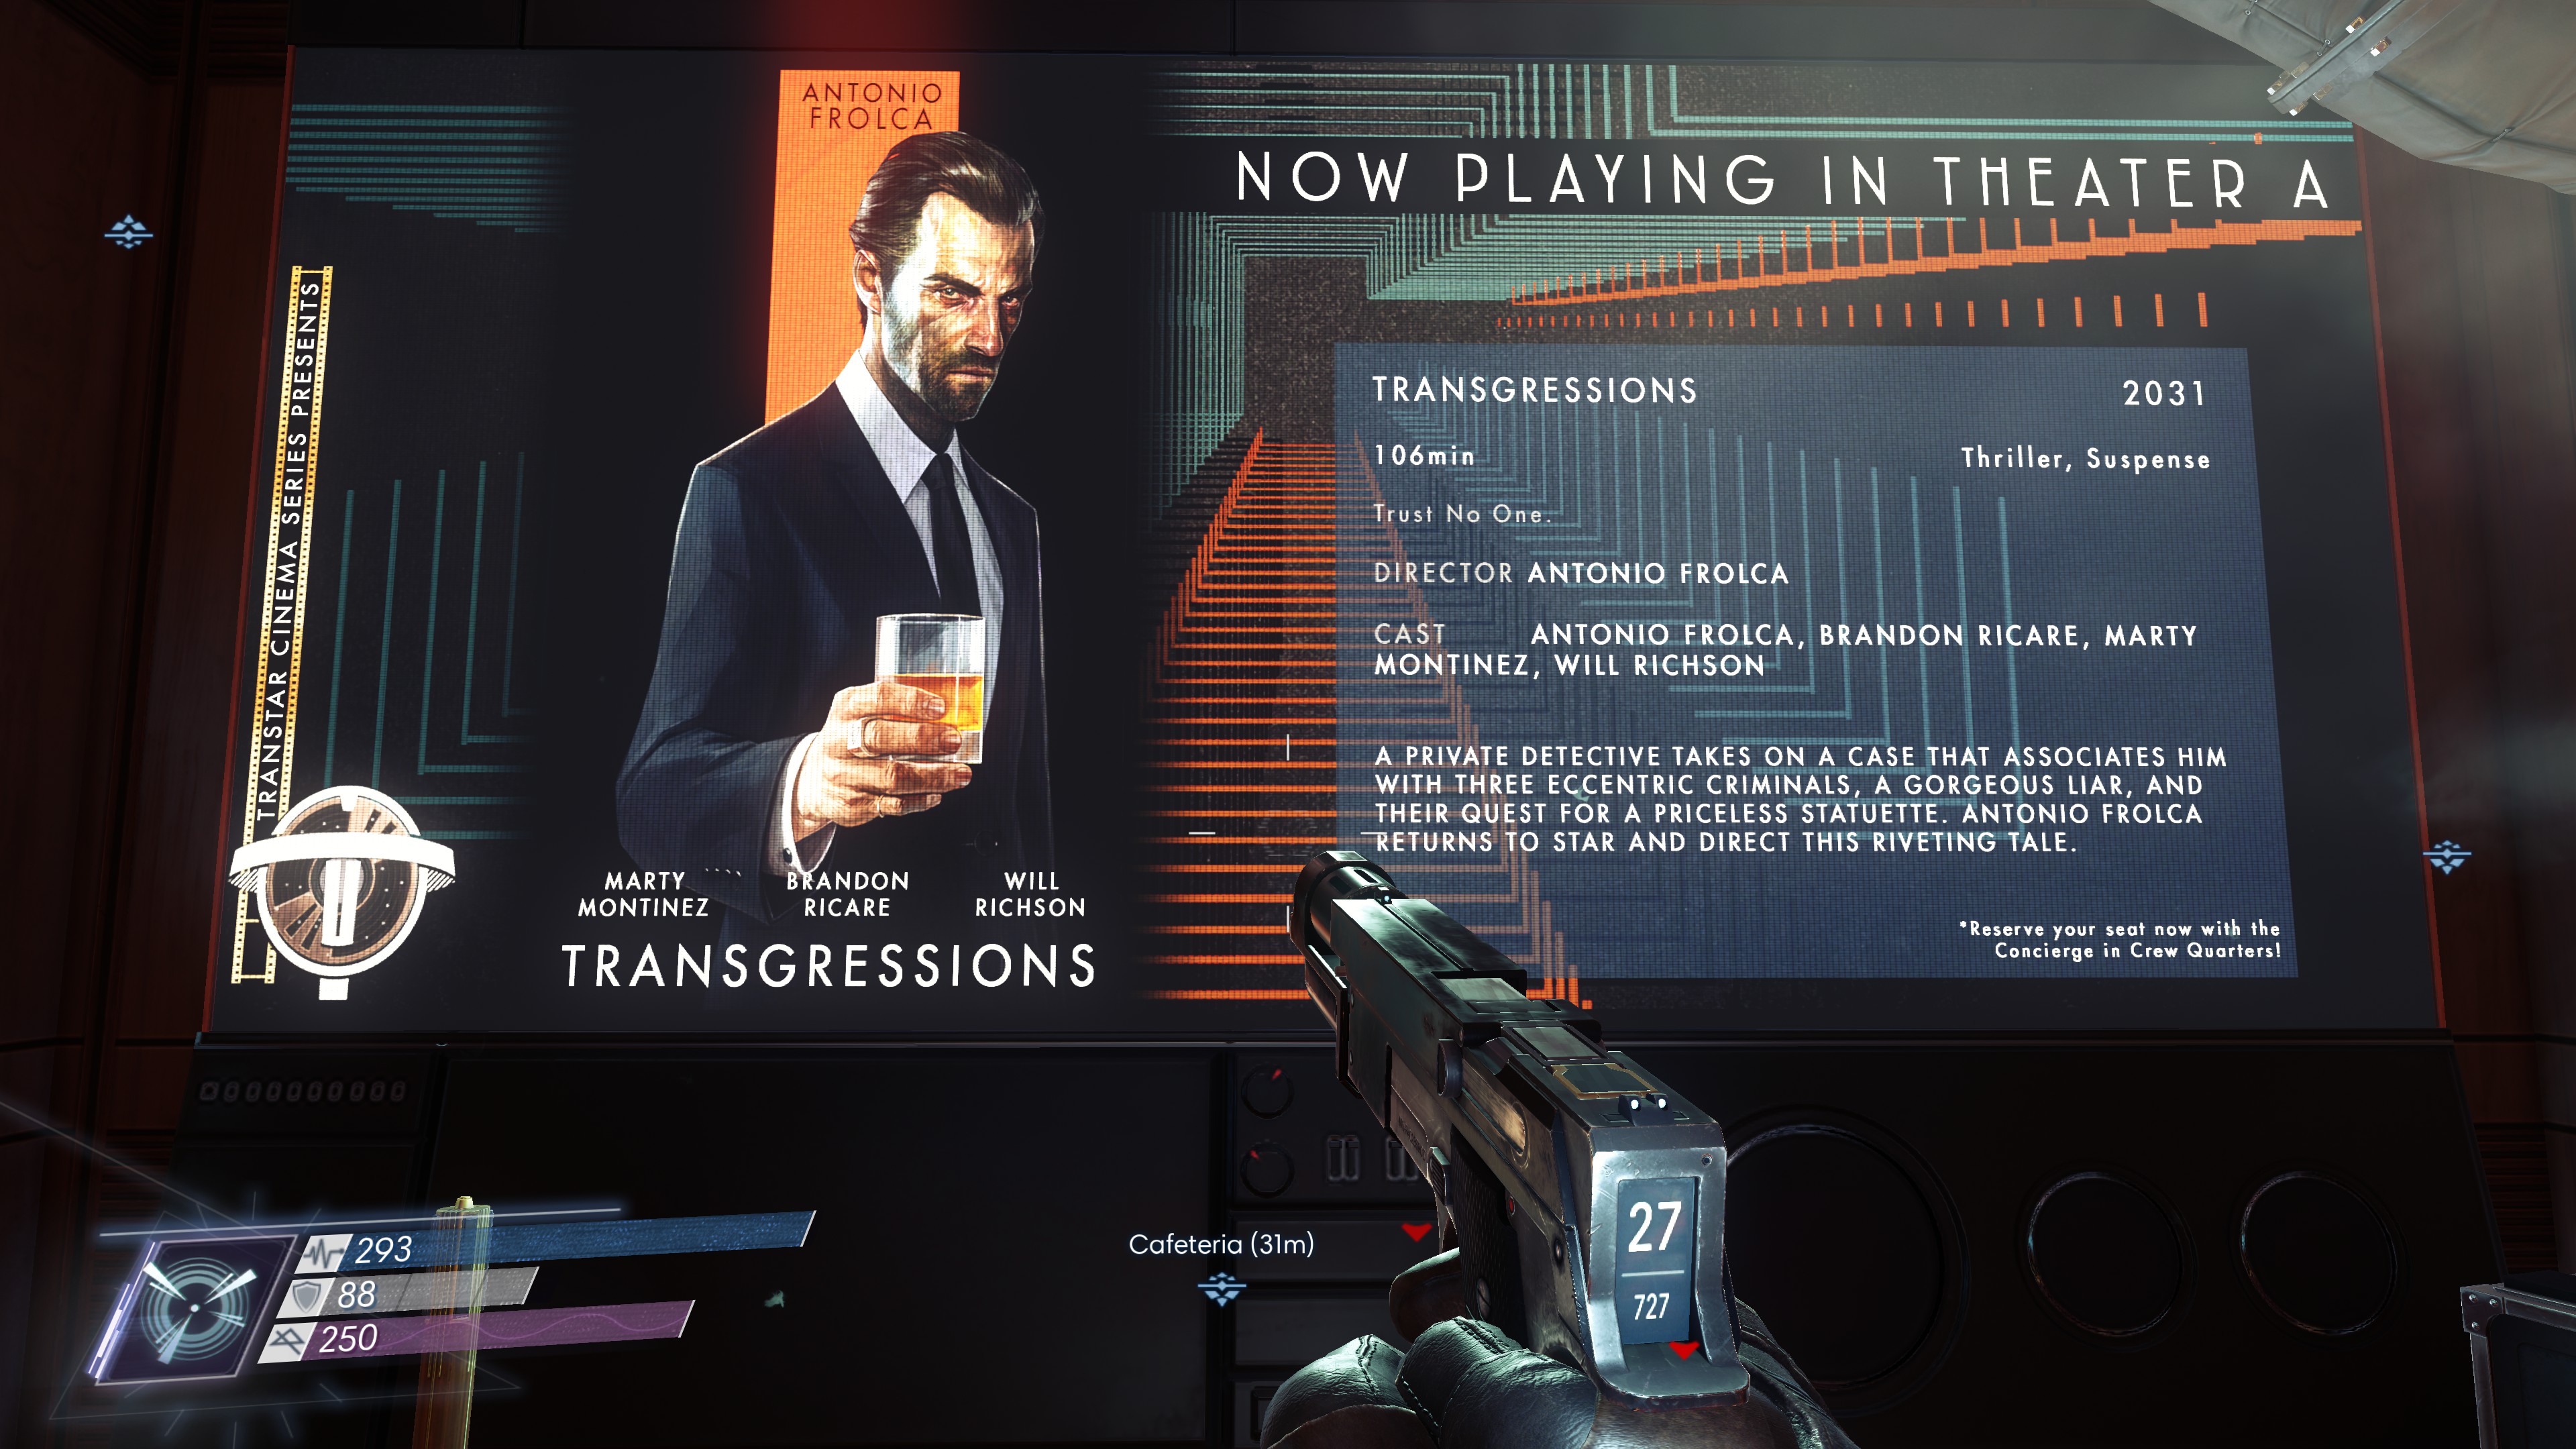 TRANSTAR CINEMA SERIES PRESENTS
ANTONIO
FROLCA
MARTY
MONTINEZ
BRANDON
RICARE
WILL
RICHSON
TRANSGRESSIONS
NOW PLAYING IN THEATER A
TRANSGRESSIONS 2031
106min Thriller, Suspense
Trust No One.
DIRECTOR ANTONIO FROLCA
CAST ANTONIO FROLCA, BRANDON RICARE, MARTY
MONTINEZ, WILL RICHSON
A PRIVATE DETECTIVE TAKES ON A CASE THAT ASSOCIATES HIM
WITH THREE ECCENTRIC CRIMINALS, A GORGEOUS LIAR, AND
THEIR QUEST FOR A PRICELESS STATUETTE. ANTONIO FROLCA
RETURNS TO STAR AND DIRECT THIS RIVETING TALE.
*Reserve your seat now with the
Concierge in Crew Quarters!
293
88
250
Cafeteria (31m)
27
727